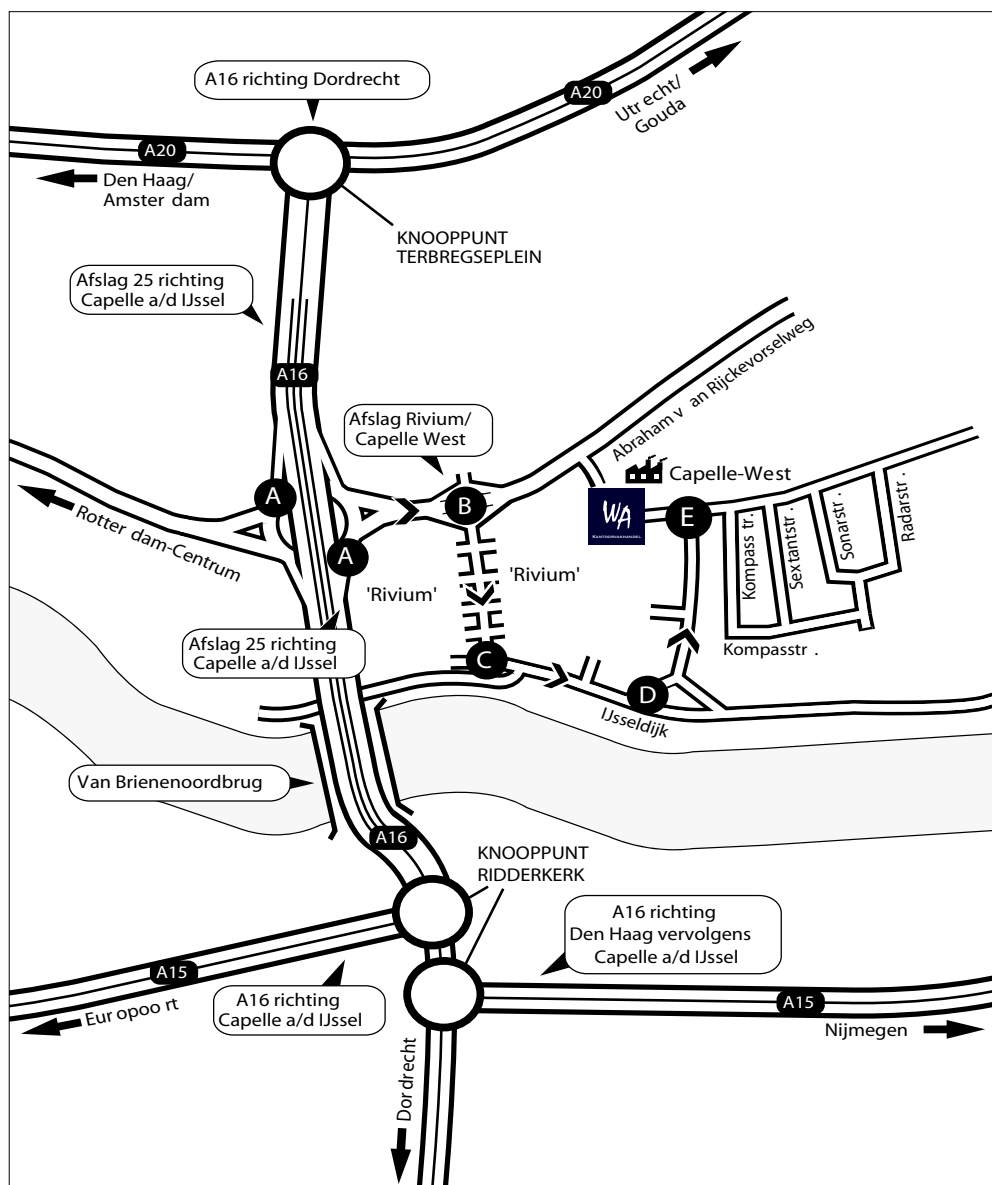 A16 richting Dordrecht
A20
Utr echt/
Gouda
A20
Den Haag/
Amster dam
KNOOPPUNT
TERBREGSEPLEIN
Afslag 25 richting
Capelle a/d IJssel
A16
Afslag Rivium/
Capelle West
Abraham v an Rijckevorselweg
Capelle-West
WA
KANTOORVAKHANDEL
A
B
E
A
Rotter dam-Centrum
'Rivium'
'Rivium'
Kompass tr.
Sextantstr .
Sonarstr .
Radarstr .
Kompasstr .
Afslag 25 richting
Capelle a/d IJssel
C
D
IJsseldijk
Van Brienenoordbrug
A16
KNOOPPUNT
RIDDERKERK
A16 richting
Den Haag vervolgens
Capelle a/d IJssel
A15
Eur opoo rt
A16 richting
Capelle a/d IJssel
A15
Nijmegen
Dordrecht